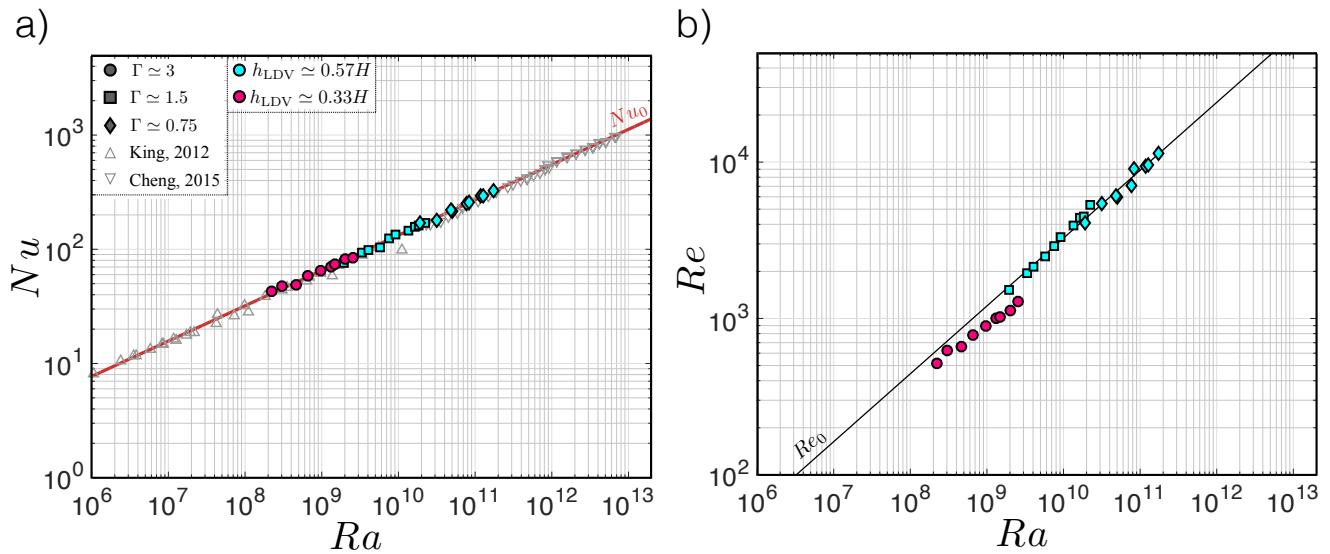 a)
b)
Γ ≃ 3
Γ ≃ 1.5
Γ ≃ 0.75
King, 2012
Cheng, 2015
h_LDV ≃ 0.57H
h_LDV ≃ 0.33H
Nu₀
Nu
10³
10²
10¹
10⁰
10⁶ 10⁷ 10⁸ 10⁹ 10¹⁰ 10¹¹ 10¹² 10¹³
Ra
Re
10⁴
10³
10²
Re₀
10⁶ 10⁷ 10⁸ 10⁹ 10¹⁰ 10¹¹ 10¹² 10¹³
Ra